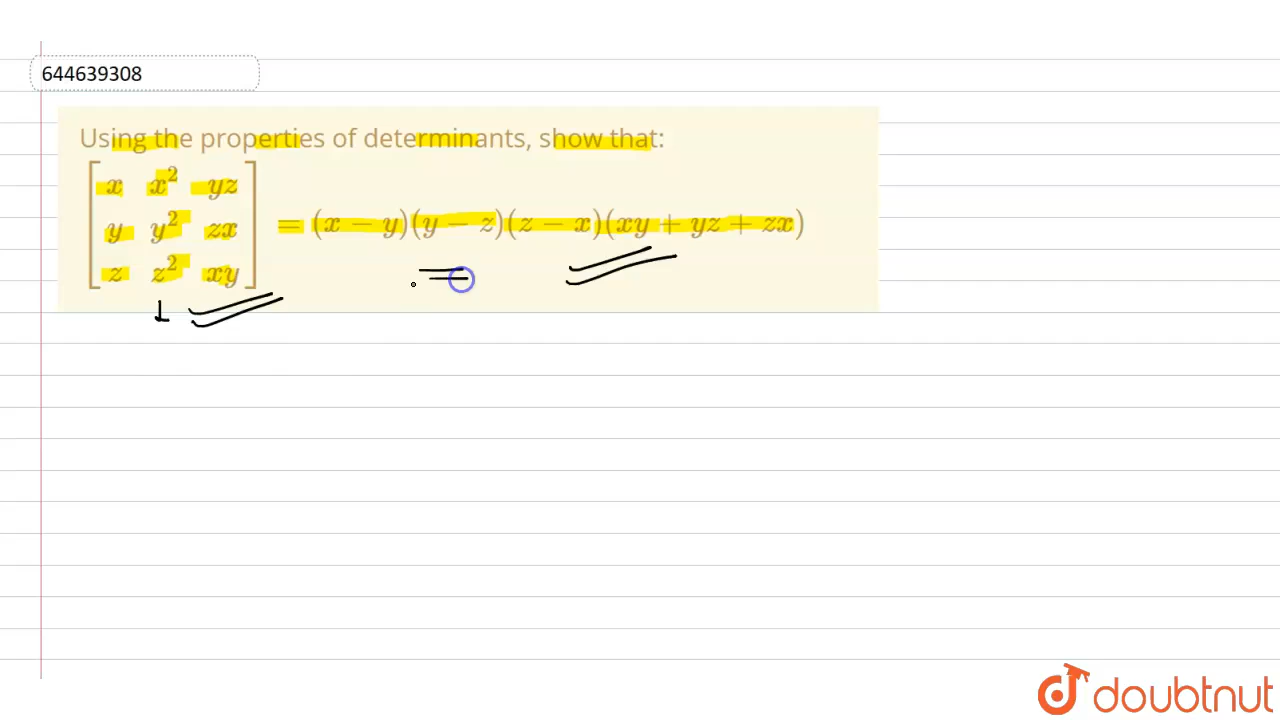 644639308
Using the properties of determinants, show that:
[x x² yz
y y² zx
z z² xy] = (x − y)(y − z)(z − x)(xy + yz + zx)
doubtnut